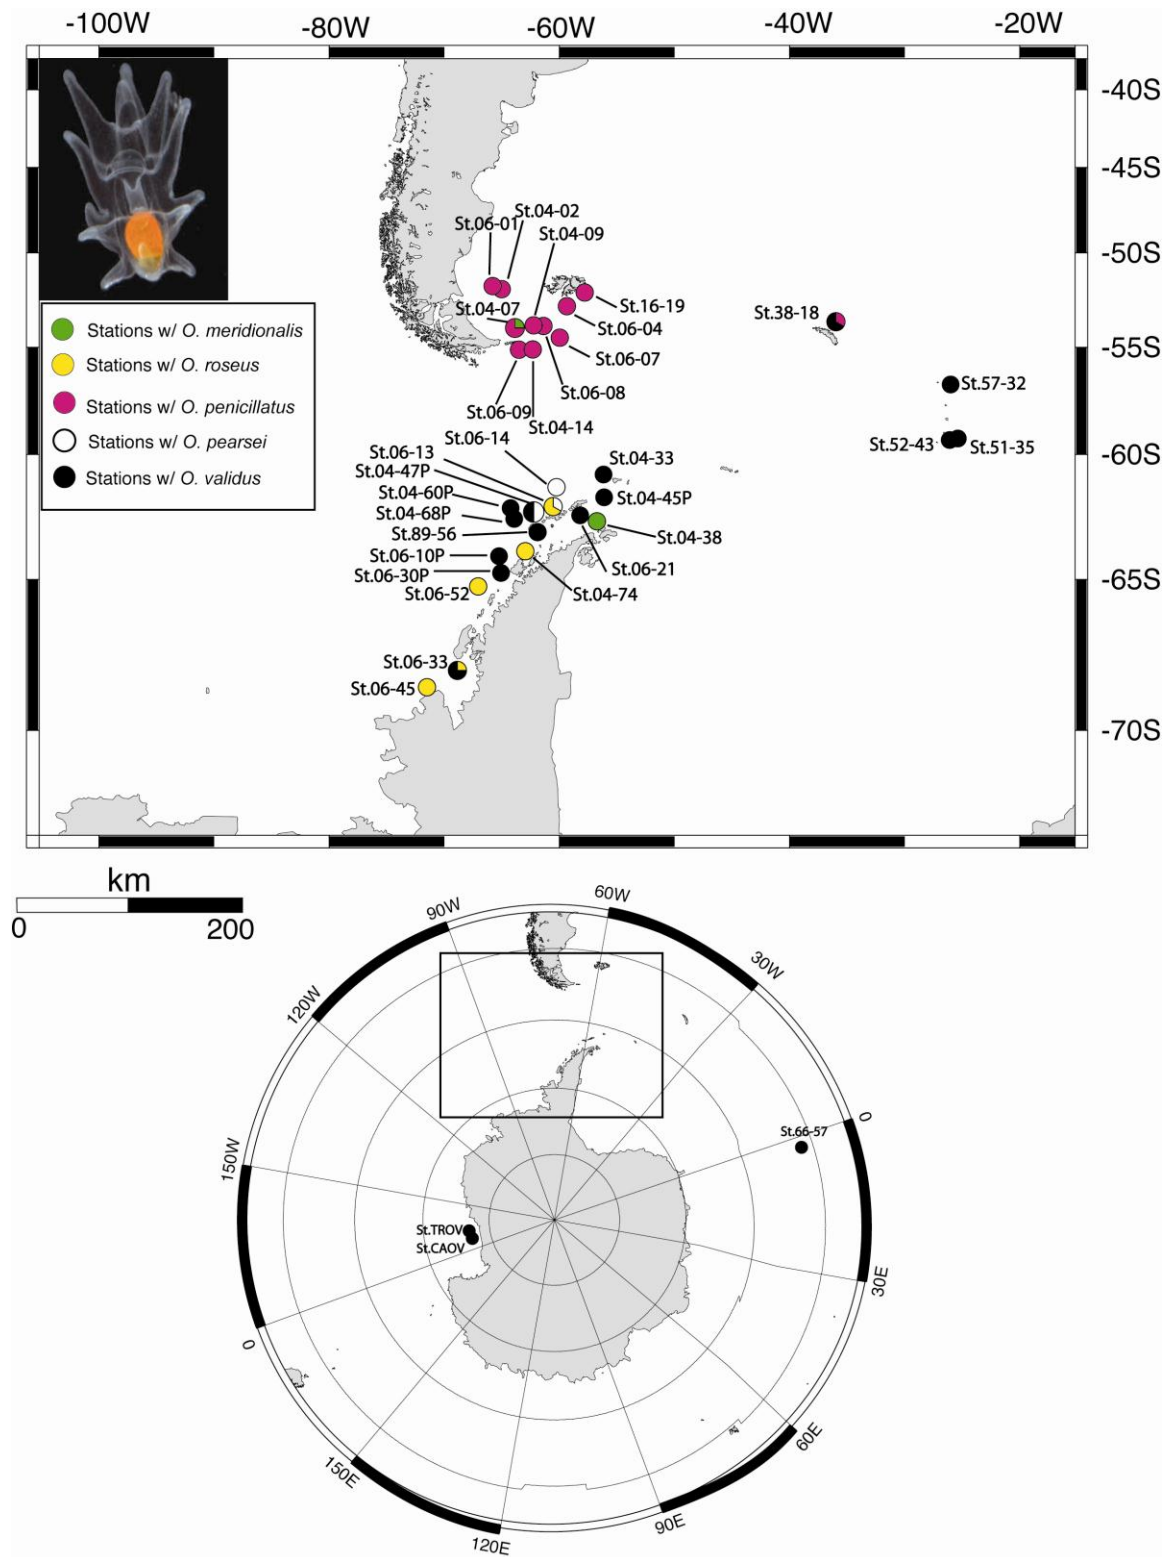 -100W -80W -60W -40W -20W
-40S
-45S
-50S
-55S
-60S
-65S
-70S
Stations w/ O. meridionalis
Stations w/ O. roseus
Stations w/ O. penicillatus
Stations w/ O. pearsei
Stations w/ O. validus
St.04-02
St.06-01
St.04-09
St.04-07
St.16-19
St.06-04
St.06-07
St.06-08
St.06-09
St.04-14
St.38-18
St.57-32
St.52-43
St.51-35
St.06-14
St.06-13
St.04-47P
St.04-60P
St.04-68P
St.89-56
St.06-10P
St.06-30P
St.06-52
St.04-33
St.04-45P
St.04-38
St.06-21
St.04-74
St.06-33
St.06-45
km
0 200
90W
60W
30W
120W
0
150W
St.66-57
St.TROV
St.CAOV
30E
0
60E
150E
90E
120E